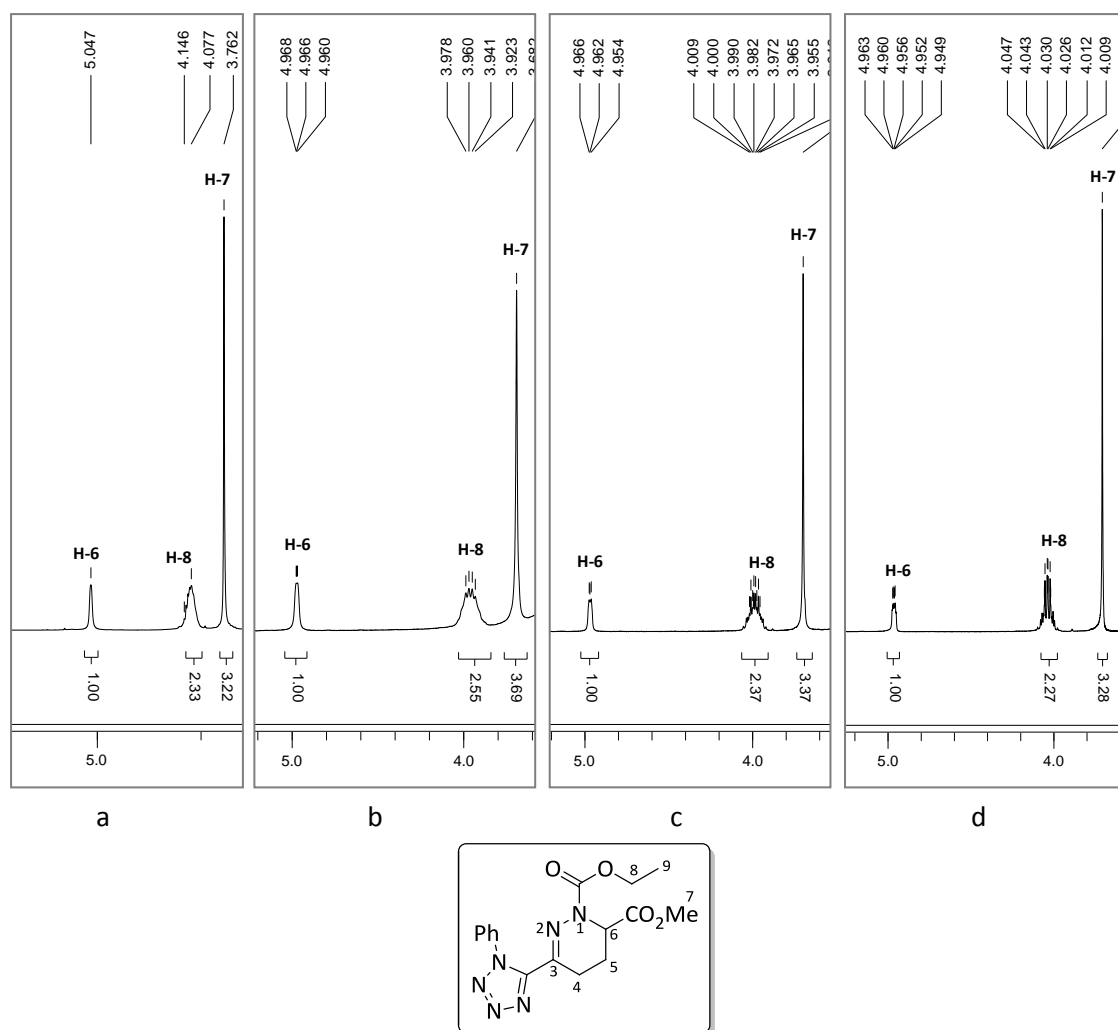 5.047
4.146
4.077
3.762
H-7
H-6
H-8
1.00
2.33
3.22
5.0
a
4.968
4.966
4.960
3.978
3.960
3.941
3.923
H-7
H-6
H-8
1.00
2.55
3.69
5.0
4.0
b
4.966
4.962
4.954
4.009
4.000
3.990
3.982
3.972
3.965
3.955
H-7
H-6
H-8
1.00
2.37
3.37
5.0
4.0
c
4.963
4.960
4.956
4.952
4.949
4.047
4.043
4.030
4.026
4.012
4.009
H-7
H-6
H-8
1.00
2.27
3.28
5.0
4.0
d
O
O
8
9
7
N
1
CO2Me
2
N
6
Ph
5
N
3
4
N
N
N